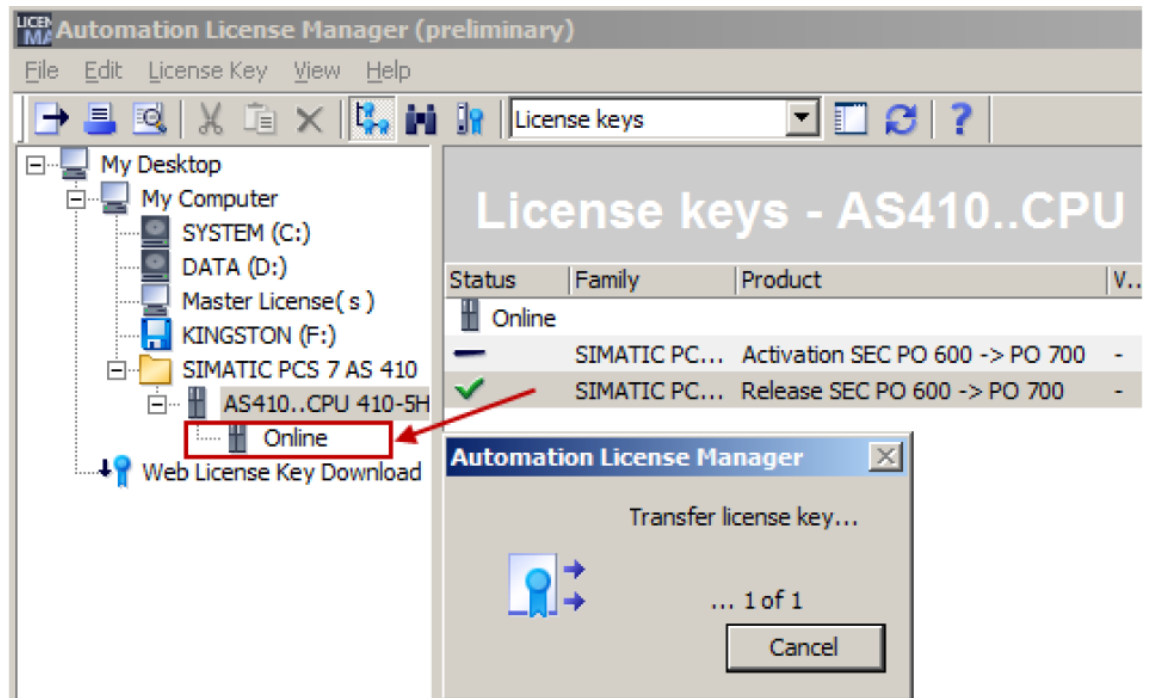 LICEN
MA Automation License Manager (preliminary)
File Edit License Key View Help
License keys
My Desktop
My Computer
SYSTEM (C:)
DATA (D:)
Master License( s )
KINGSTON (F:)
SIMATIC PCS 7 AS 410
AS410..CPU 410-5H
Online
Web License Key Download
License keys - AS410..CPU
Status Family Product V..
Online
SIMATIC PC... Activation SEC PO 600 -> PO 700 -
SIMATIC PC... Release SEC PO 600 -> PO 700 -
Automation License Manager
Transfer license key...
... 1 of 1
Cancel